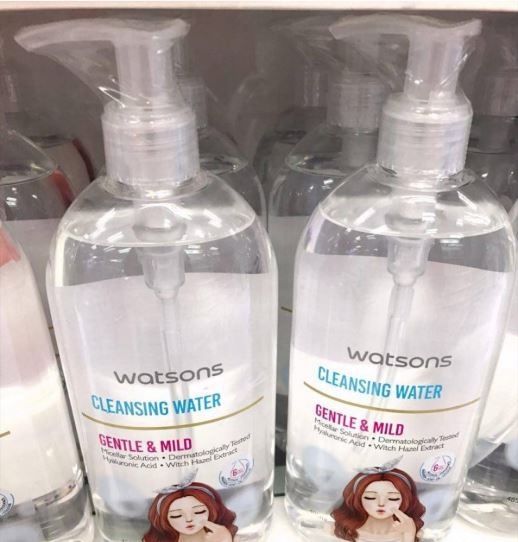 watsons
CLEANSING WATER
GENTLE & MILD
Micellar Solution • Dermatologically Tested
Hyaluronic Acid • Witch Hazel Extract
watsons
CLEANSING WATER
GENTLE & MILD
Micellar Solution • Dermatologically Tested
Hyaluronic Acid • Witch Hazel Extract